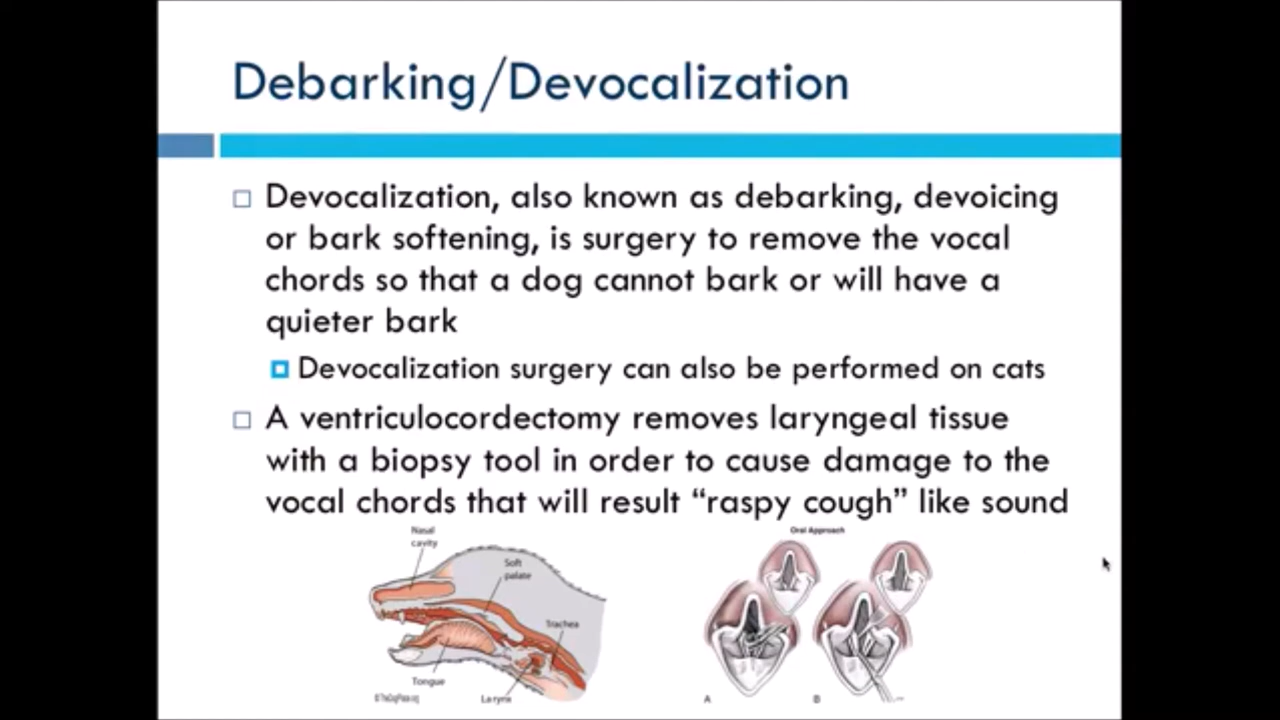 Debarking/Devocalization
Devocalization, also known as debarking, devoicing
or bark softening, is surgery to remove the vocal
chords so that a dog cannot bark or will have a
quieter bark
Devocalization surgery can also be performed on cats
A ventriculocordectomy removes laryngeal tissue
with a biopsy tool in order to cause damage to the
vocal chords that will result “raspy cough” like sound
Nasal
cavity
Soft
palate
Trachea
Tongue
Larynx
Oral Approach
A
B